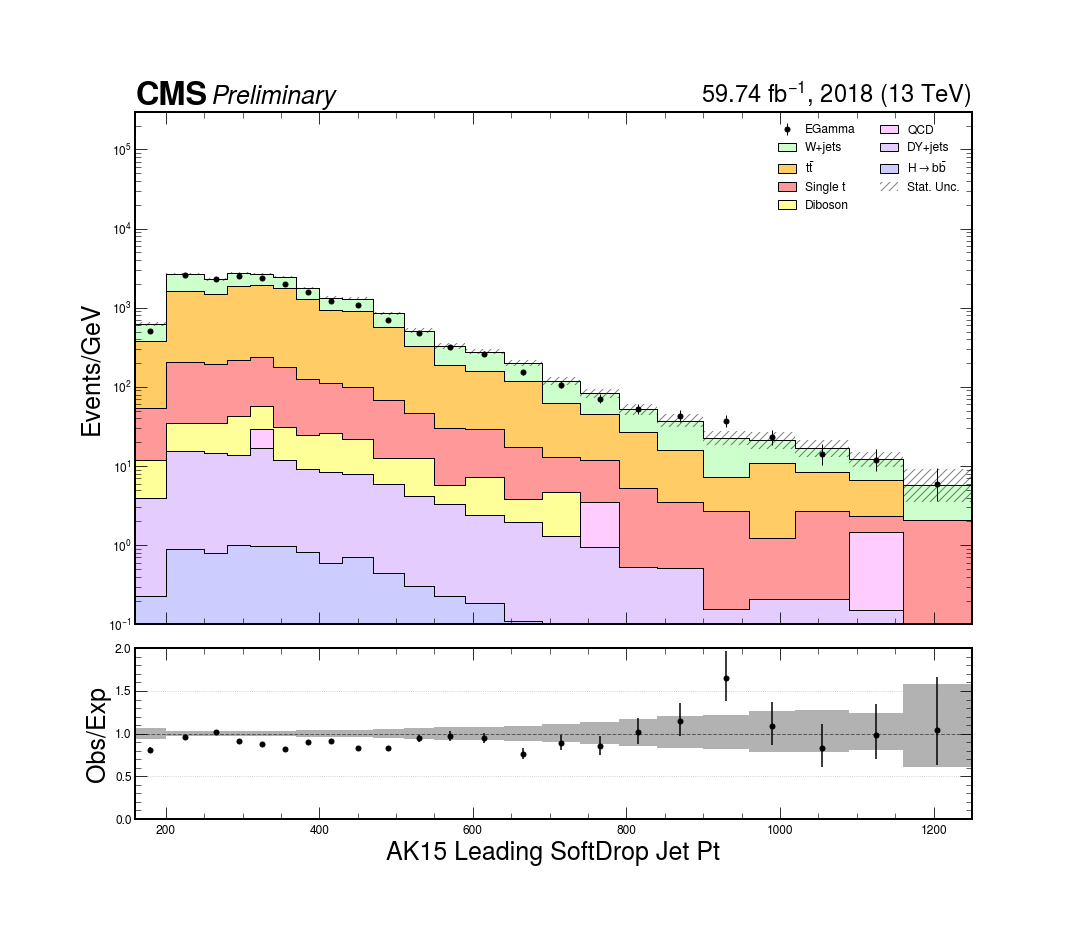 CMS Preliminary
59.74 fb⁻¹, 2018 (13 TeV)
EGamma
W+jets
tt̄
Single t
Diboson
QCD
DY+jets
H→bb̄
Stat. Unc.
Events/GeV
10⁵
10⁴
10³
10²
10¹
10⁰
10⁻¹
Obs/Exp
2.0
1.5
1.0
0.5
0.0
200 400 600 800 1000 1200
AK15 Leading SoftDrop Jet Pt